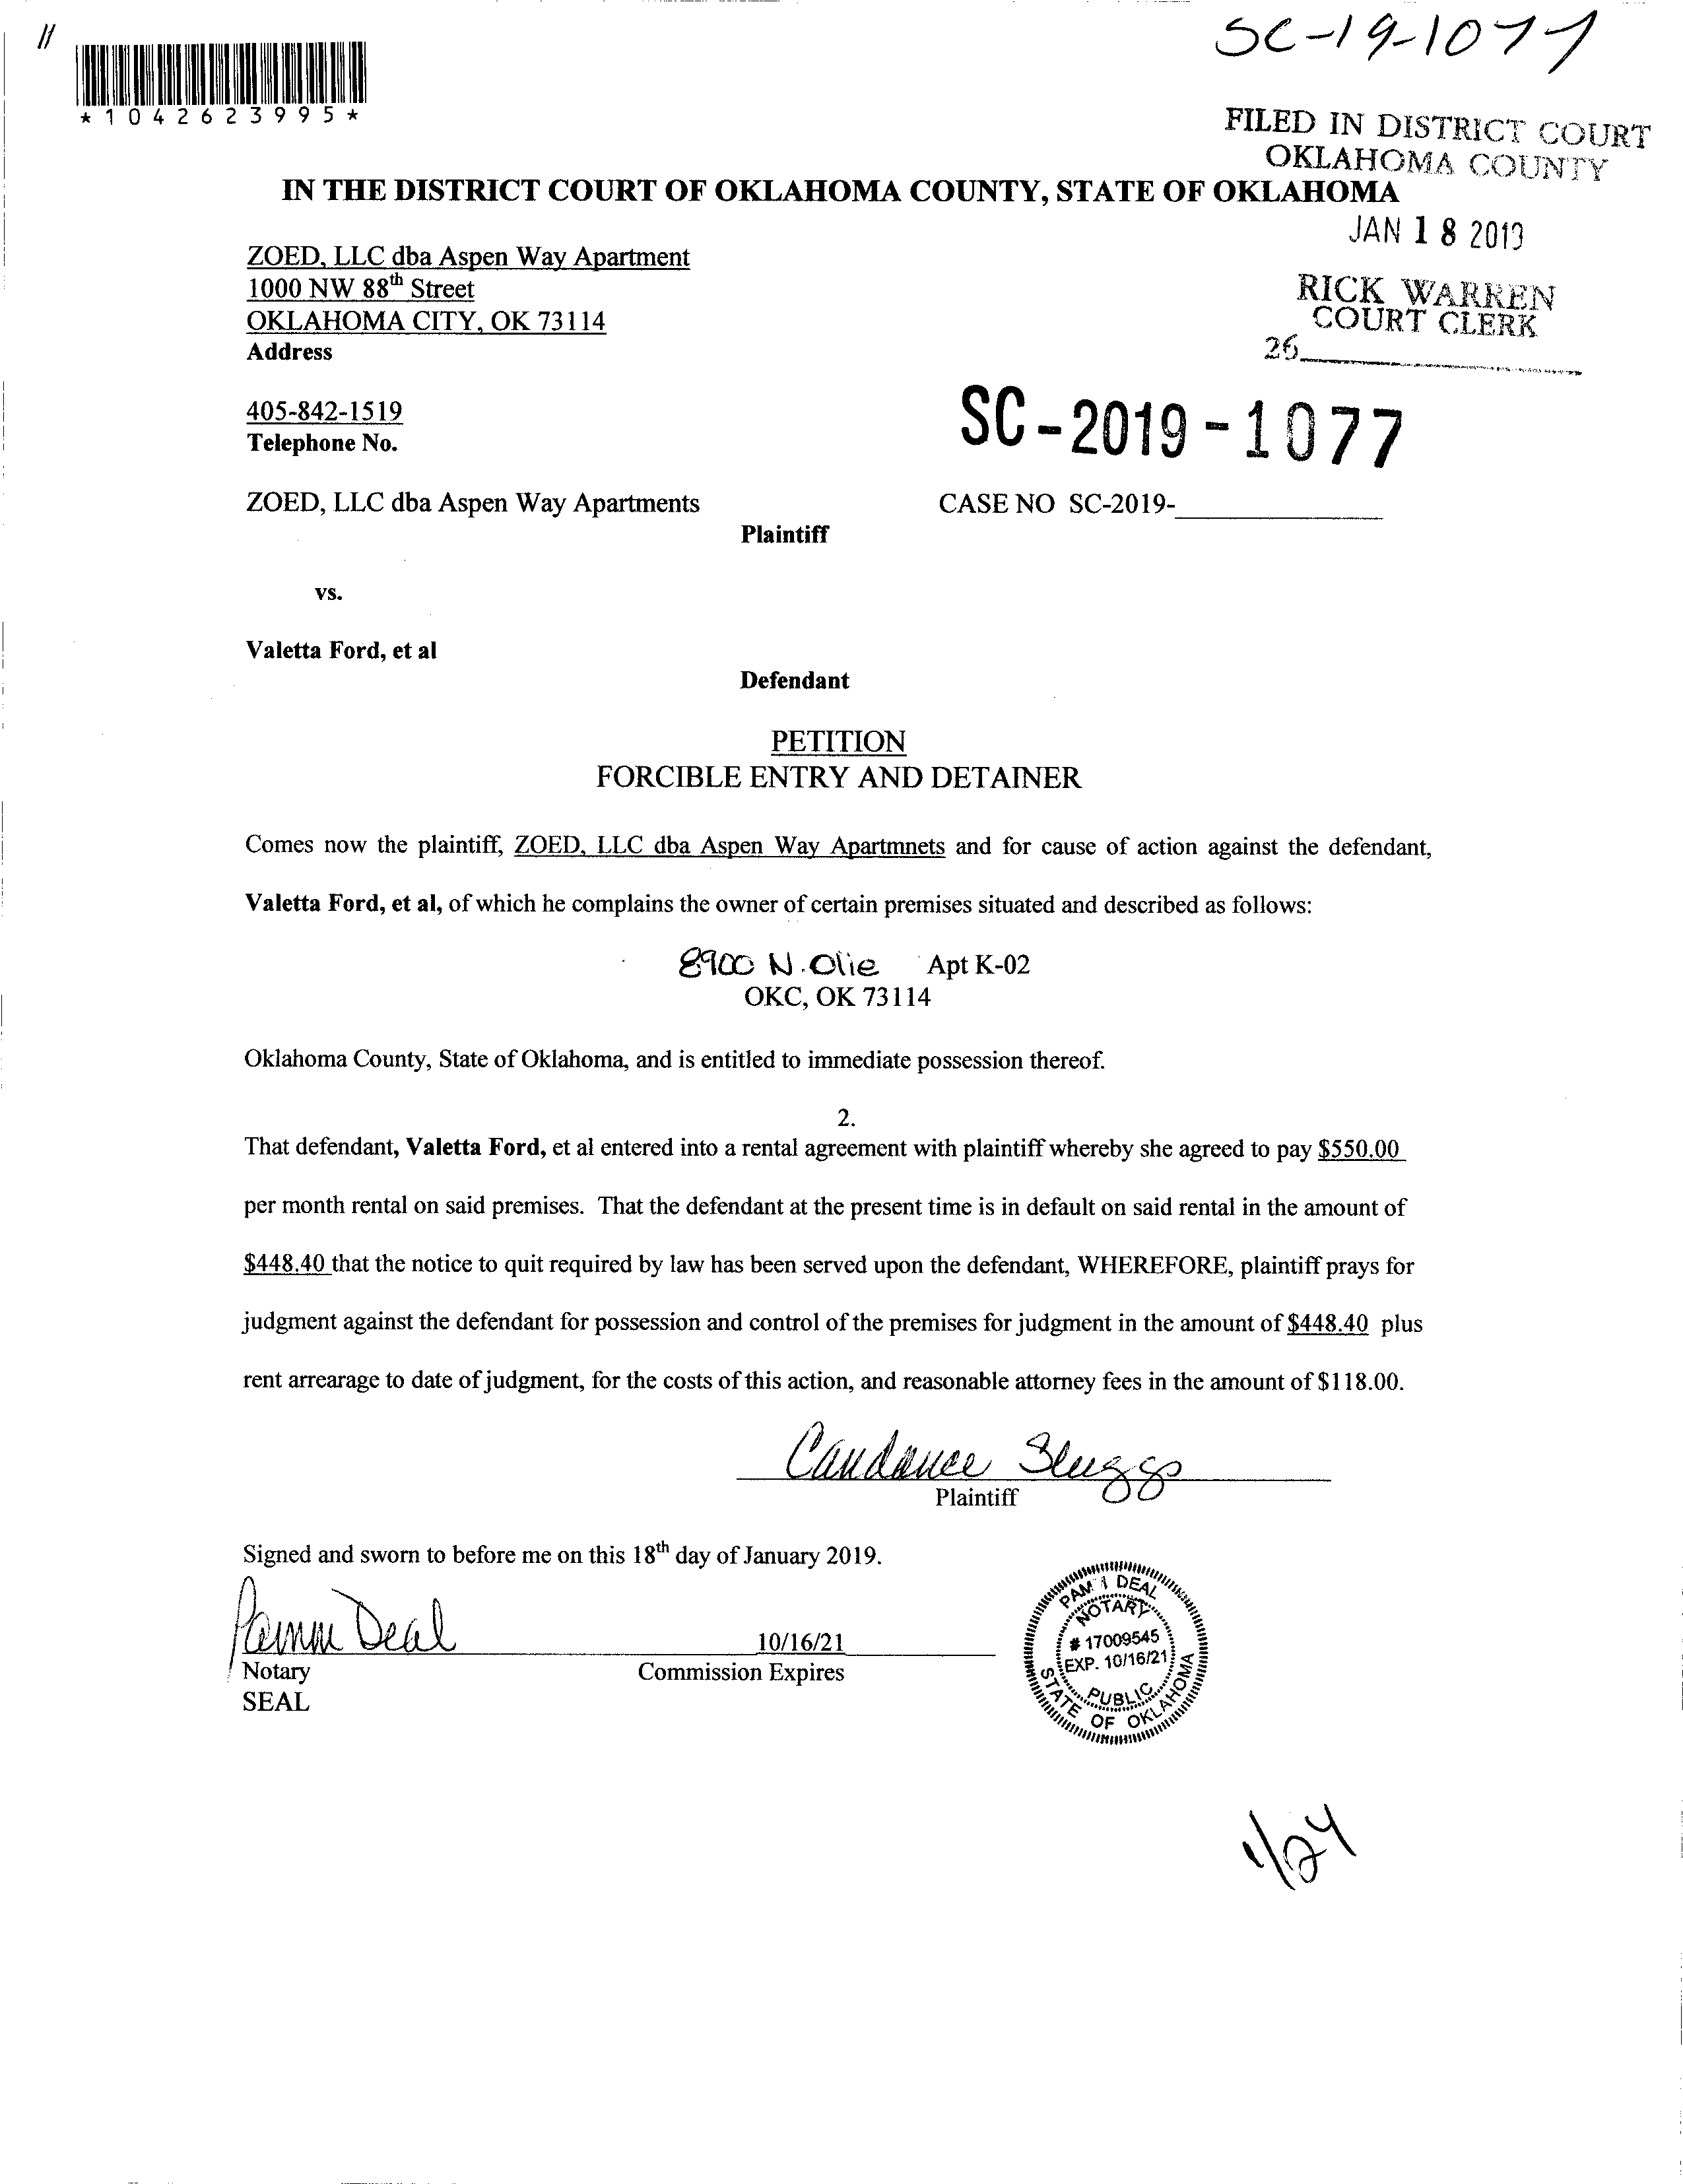 11
SC-19-1077
*1042623995*
FILED IN DISTRICT COURT
OKLAHOMA COUNTY
IN THE DISTRICT COURT OF OKLAHOMA COUNTY, STATE OF OKLAHOMA
JAN 18 2019
ZOED, LLC dba Aspen Way Apartment
1000 NW 88th Street
OKLAHOMA CITY, OK 73114
Address
RICK WARREN
COURT CLERK
26
405-842-1519
Telephone No.
SC-2019-1077
ZOED, LLC dba Aspen Way Apartments
CASE NO SC-2019-
Plaintiff
vs.
Valetta Ford, et al
Defendant
PETITION
FORCIBLE ENTRY AND DETAINER
Comes now the plaintiff, ZOED, LLC dba Aspen Way Apartmnets and for cause of action against the defendant,
Valetta Ford, et al, of which he complains the owner of certain premises situated and described as follows:
8900 N. Olie Apt K-02
OKC, OK 73114
Oklahoma County, State of Oklahoma, and is entitled to immediate possession thereof.
2.
That defendant, Valetta Ford, et al entered into a rental agreement with plaintiff whereby she agreed to pay $550.00
per month rental on said premises. That the defendant at the present time is in default on said rental in the amount of
$448.40 that the notice to quit required by law has been served upon the defendant, WHEREFORE, plaintiff prays for
judgment against the defendant for possession and control of the premises for judgment in the amount of $448.40 plus
rent arrearage to date of judgment, for the costs of this action, and reasonable attorney fees in the amount of $118.00.
Candance
Plaintiff
Signed and sworn to before me on this 18th day of January 2019.
Deal
10/16/21
Notary
Commission Expires
SEAL
PAM DEAL
NOTARY
# 17009545
EXP. 10/16/21
PUBLIC
STATE OF OKLAHOMA
1/24